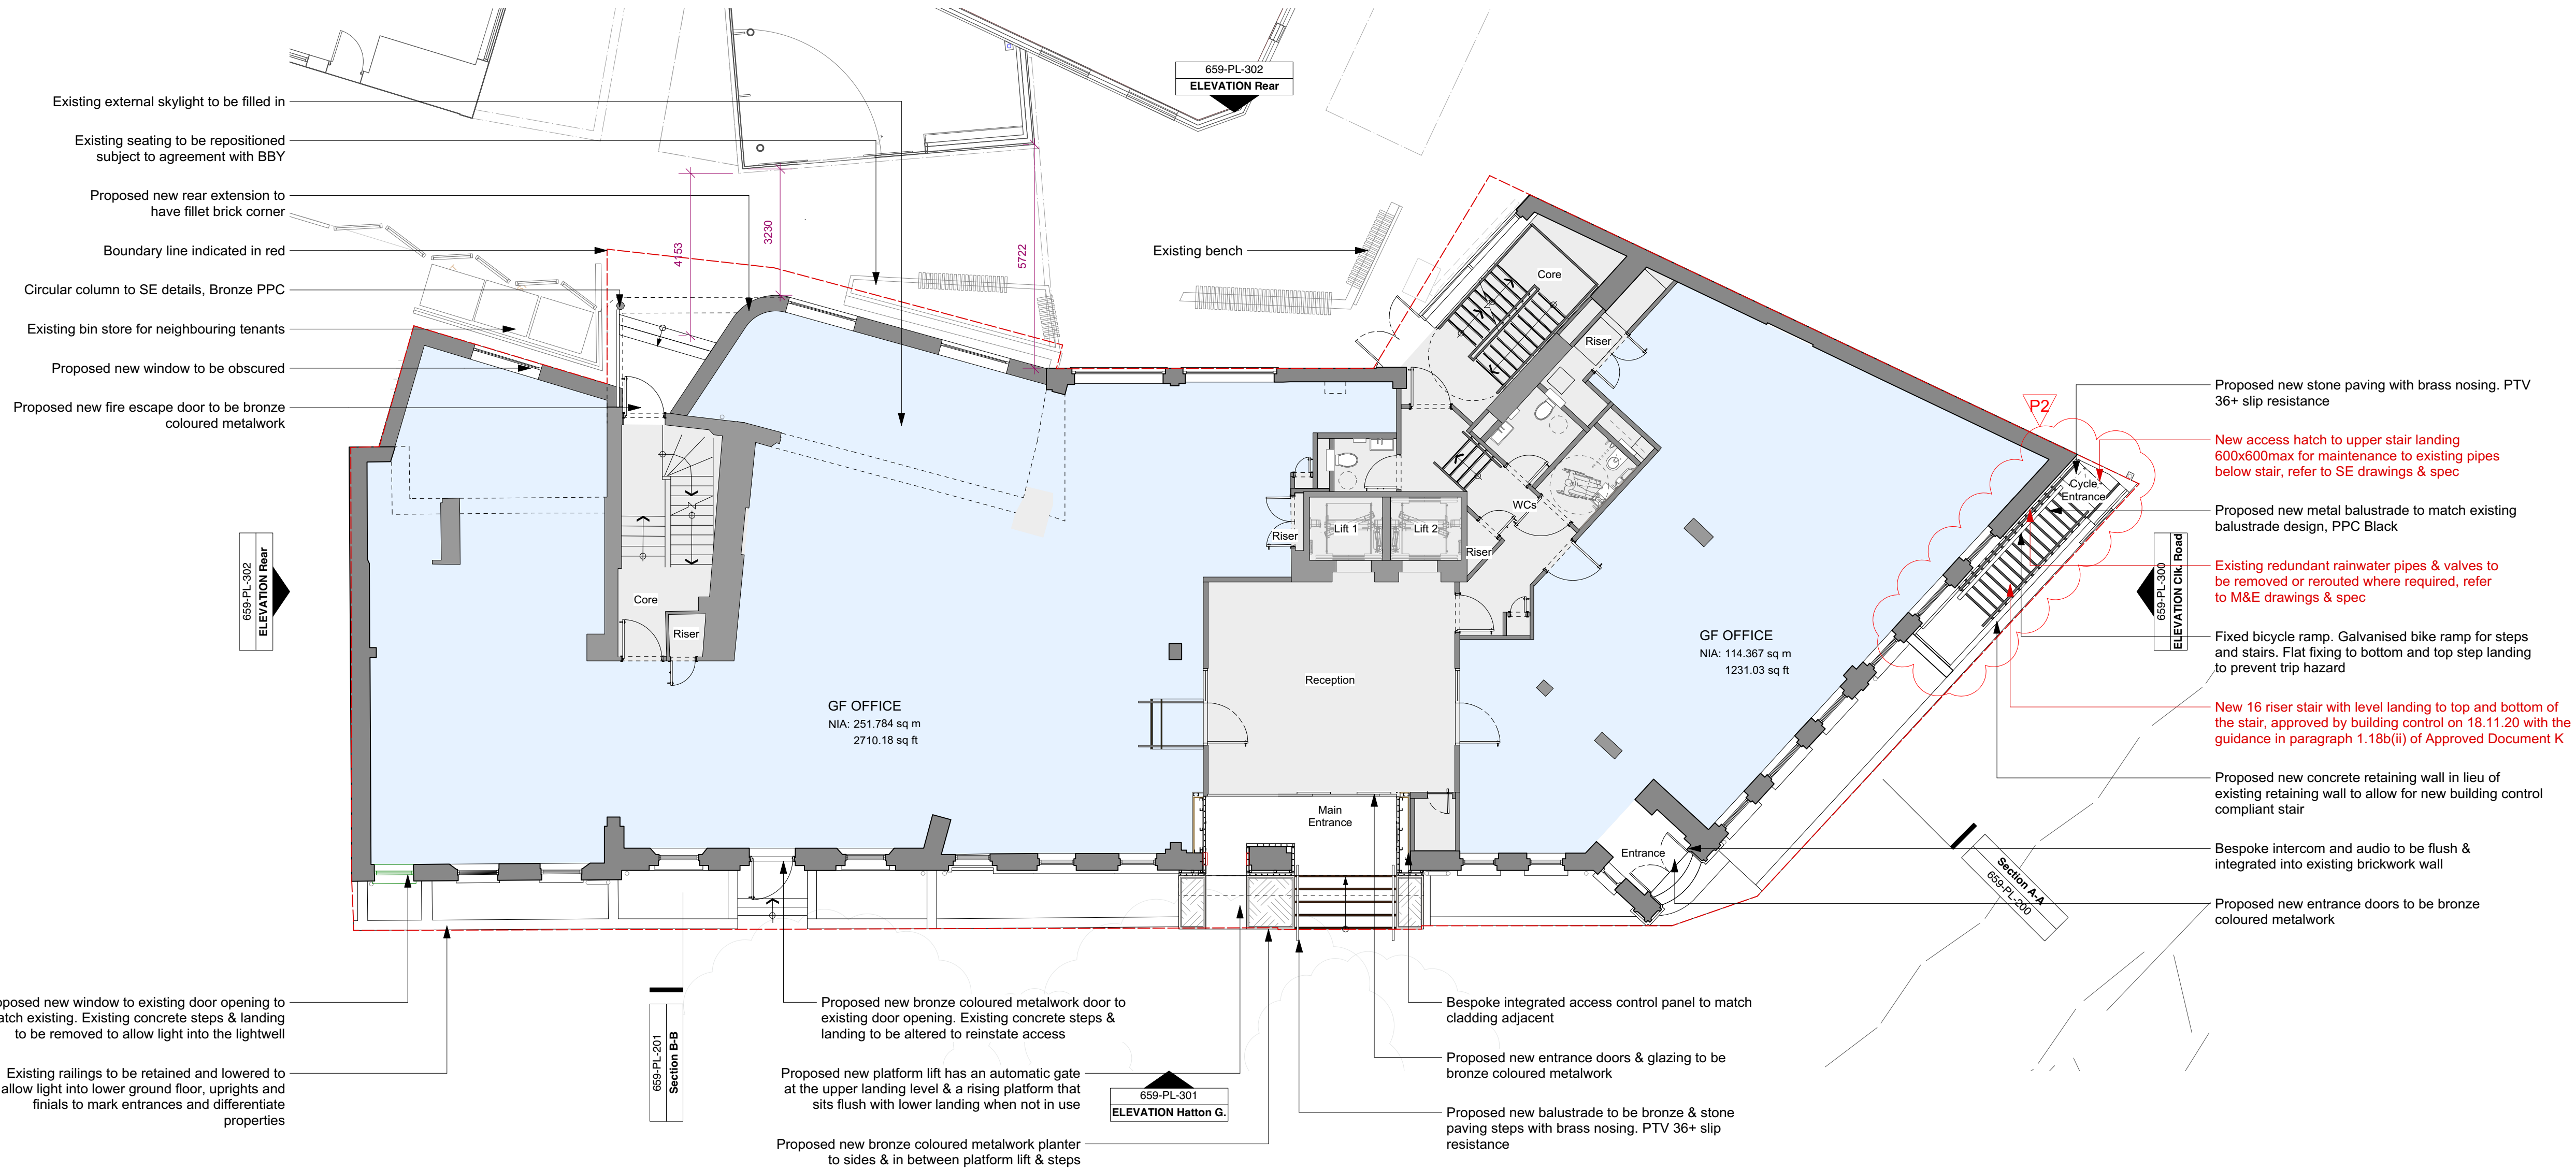 659-PL-302
ELEVATION Rear
Existing external skylight to be filled in
Existing seating to be repositioned
subject to agreement with BBY
Proposed new rear extension to
have fillet brick corner
Boundary line indicated in red
Circular column to SE details, Bronze PPC
Existing bin store for neighbouring tenants
Proposed new window to be obscured
Proposed new fire escape door to be bronze
coloured metalwork
4153
3230
5722
Existing bench
Core
Riser
WCs
Lift 1
Lift 2
Riser
Riser
Core
Riser
Reception
Main
Entrance
Entrance
Cycle
Entrance
P2
GF OFFICE
NIA: 251.784 sq m
2710.18 sq ft
GF OFFICE
NIA: 114.367 sq m
1231.03 sq ft
659-PL-302
ELEVATION Rear
659-PL-300
ELEVATION Clk. Road
Section A-A
659-PL-200
659-PL-201
Section B-B
659-PL-301
ELEVATION Hatton G.
Proposed new stone paving with brass nosing. PTV
36+ slip resistance
New access hatch to upper stair landing
600x600max for maintenance to existing pipes
below stair, refer to SE drawings & spec
Proposed new metal balustrade to match existing
balustrade design, PPC Black
Existing redundant rainwater pipes & valves to
be removed or rerouted where required, refer
to M&E drawings & spec
Fixed bicycle ramp. Galvanised bike ramp for steps
and stairs. Flat fixing to bottom and top step landing
to prevent trip hazard
New 16 riser stair with level landing to top and bottom of
the stair, approved by building control on 18.11.20 with the
guidance in paragraph 1.18b(ii) of Approved Document K
Proposed new concrete retaining wall in lieu of
existing retaining wall to allow for new building control
compliant stair
Bespoke intercom and audio to be flush &
integrated into existing brickwork wall
Proposed new entrance doors to be bronze
coloured metalwork
oposed new window to existing door opening to
atch existing. Existing concrete steps & landing
to be removed to allow light into the lightwell
Existing railings to be retained and lowered to
allow light into lower ground floor, uprights and
finials to mark entrances and differentiate
properties
Proposed new bronze coloured metalwork door to
existing door opening. Existing concrete steps &
landing to be altered to reinstate access
Proposed new platform lift has an automatic gate
at the upper landing level & a rising platform that
sits flush with lower landing when not in use
Proposed new bronze coloured metalwork planter
to sides & in between platform lift & steps
Bespoke integrated access control panel to match
cladding adjacent
Proposed new entrance doors & glazing to be
bronze coloured metalwork
Proposed new balustrade to be bronze & stone
paving steps with brass nosing. PTV 36+ slip
resistance